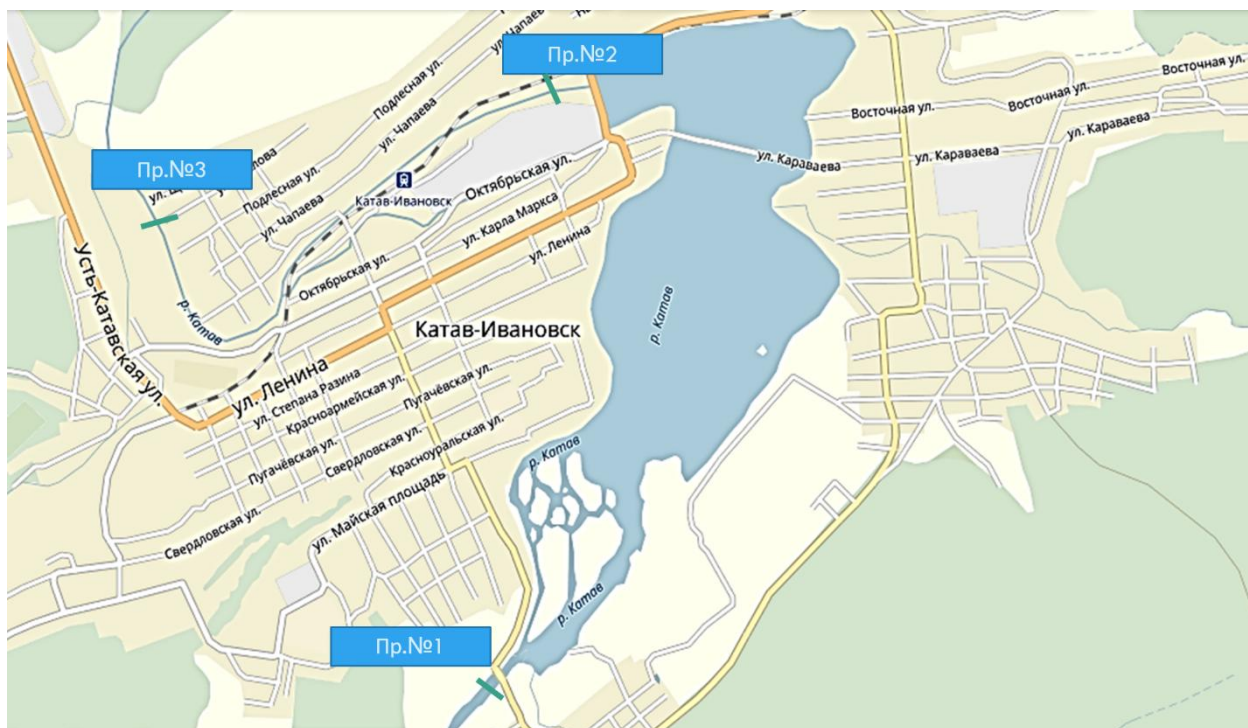 Пр.№2
ул. Чапаева
Подлесная ул.
ул. Чапаева
Восточная ул.
Восточная ул.
Восточная ул.
ул. Караваева
ул. Караваева
ул. Караваева
Пр.№3
Подлесная ул.
ул. Чапаева
Катав-Ивановск
Октябрьская ул.
ул. Карла Маркса
ул. Ленина
Октябрьская ул.
Усть-Катавская ул.
р. Катав
р. Катав
Катав-Ивановск
ул. Ленина
ул. Степана Разина
Красноармейская ул.
Пугачёвская ул.
Пугачёвская ул.
Свердловская ул.
Красноуральская ул.
р. Катав
Свердловская ул.
ул. Майская площадь
р. Катав
Пр.№1